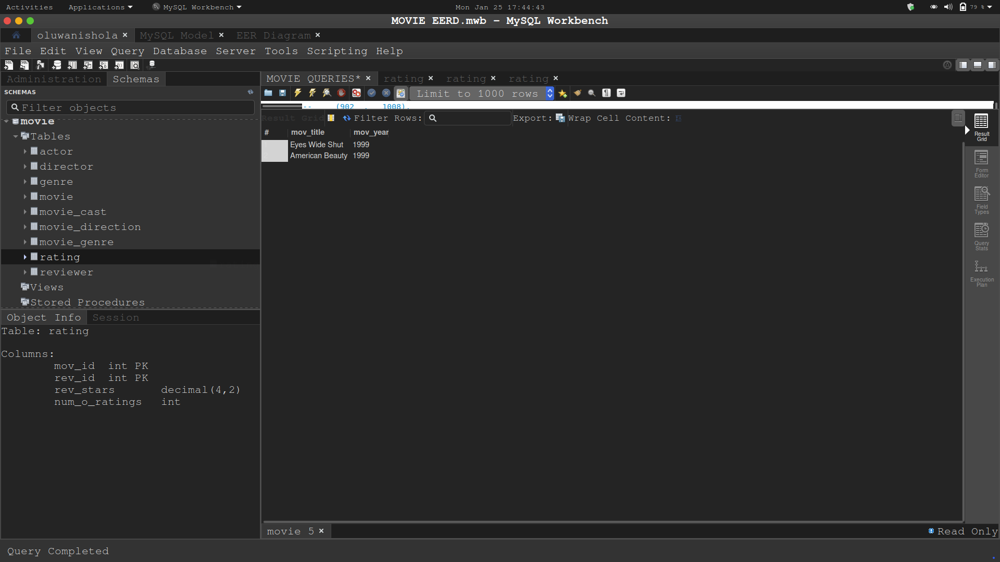 Activities Applications MySQL Workbench Mon Jan 25 17:44:43 79 %
MOVIE EERD.mwb - MySQL Workbench
oluwanishola MySQL Model EER Diagram
File Edit View Query Database Server Tools Scripting Help
Administration Schemas
MOVIE QUERIES* rating rating rating
SCHEMAS
Limit to 1000 rows
Filter objects
-- (902 , 1008),
Result Grid Filter Rows: Export: Wrap Cell Content:
# mov_title mov_year
Eyes Wide Shut 1999
American Beauty 1999
movie
Tables
actor
director
genre
movie
movie_cast
movie_direction
movie_genre
rating
reviewer
Views
Stored Procedures
Result
Grid
Form
Editor
Field
Types
Query
Stats
Execution
Plan
Object Info Session
Table: rating
Columns:
mov_id int PK
rev_id int PK
rev_stars decimal(4,2)
num_o_ratings int
movie 5 Read Only
Query Completed